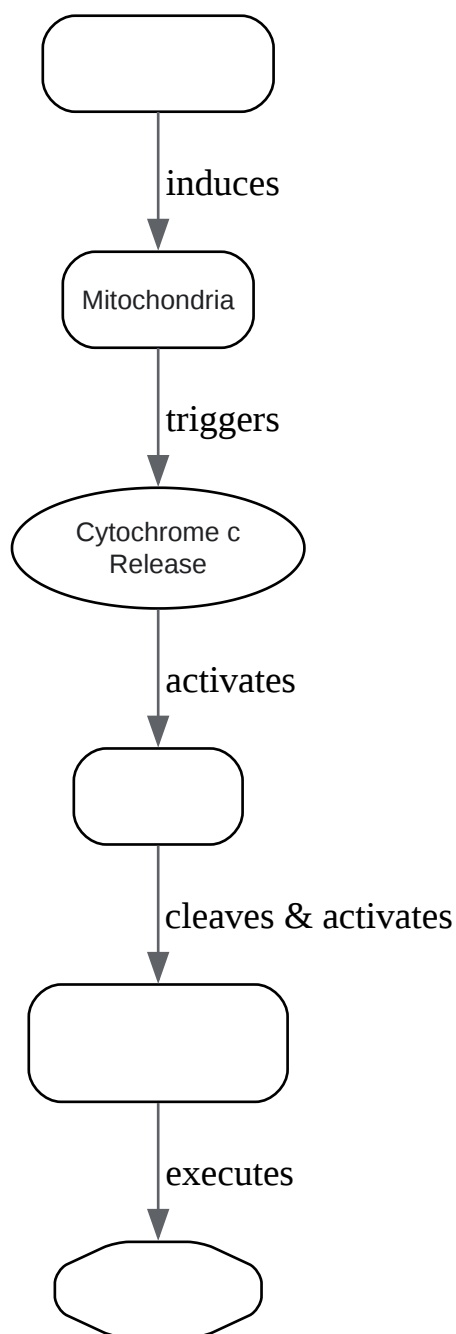 induces
Mitochondria
triggers
Cytochrome c
Release
activates
cleaves & activates
executes